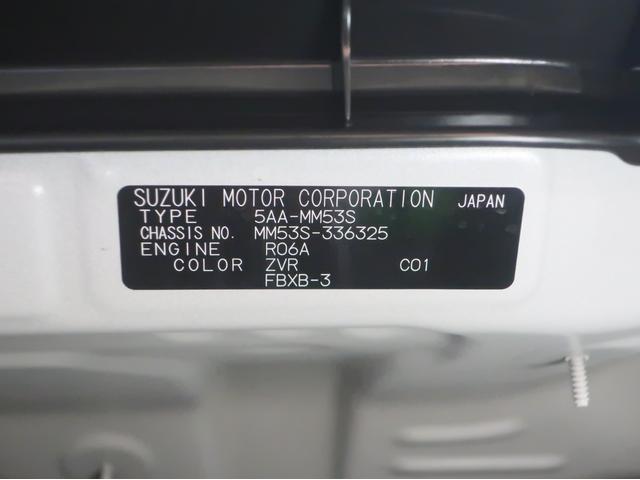 SUZUKI MOTOR CORPORATION JAPAN
TYPE 5AA-MM53S
CHASSIS NO. MM53S-336325
ENGINE R06A
COLOR ZVR C01
FBXB-3